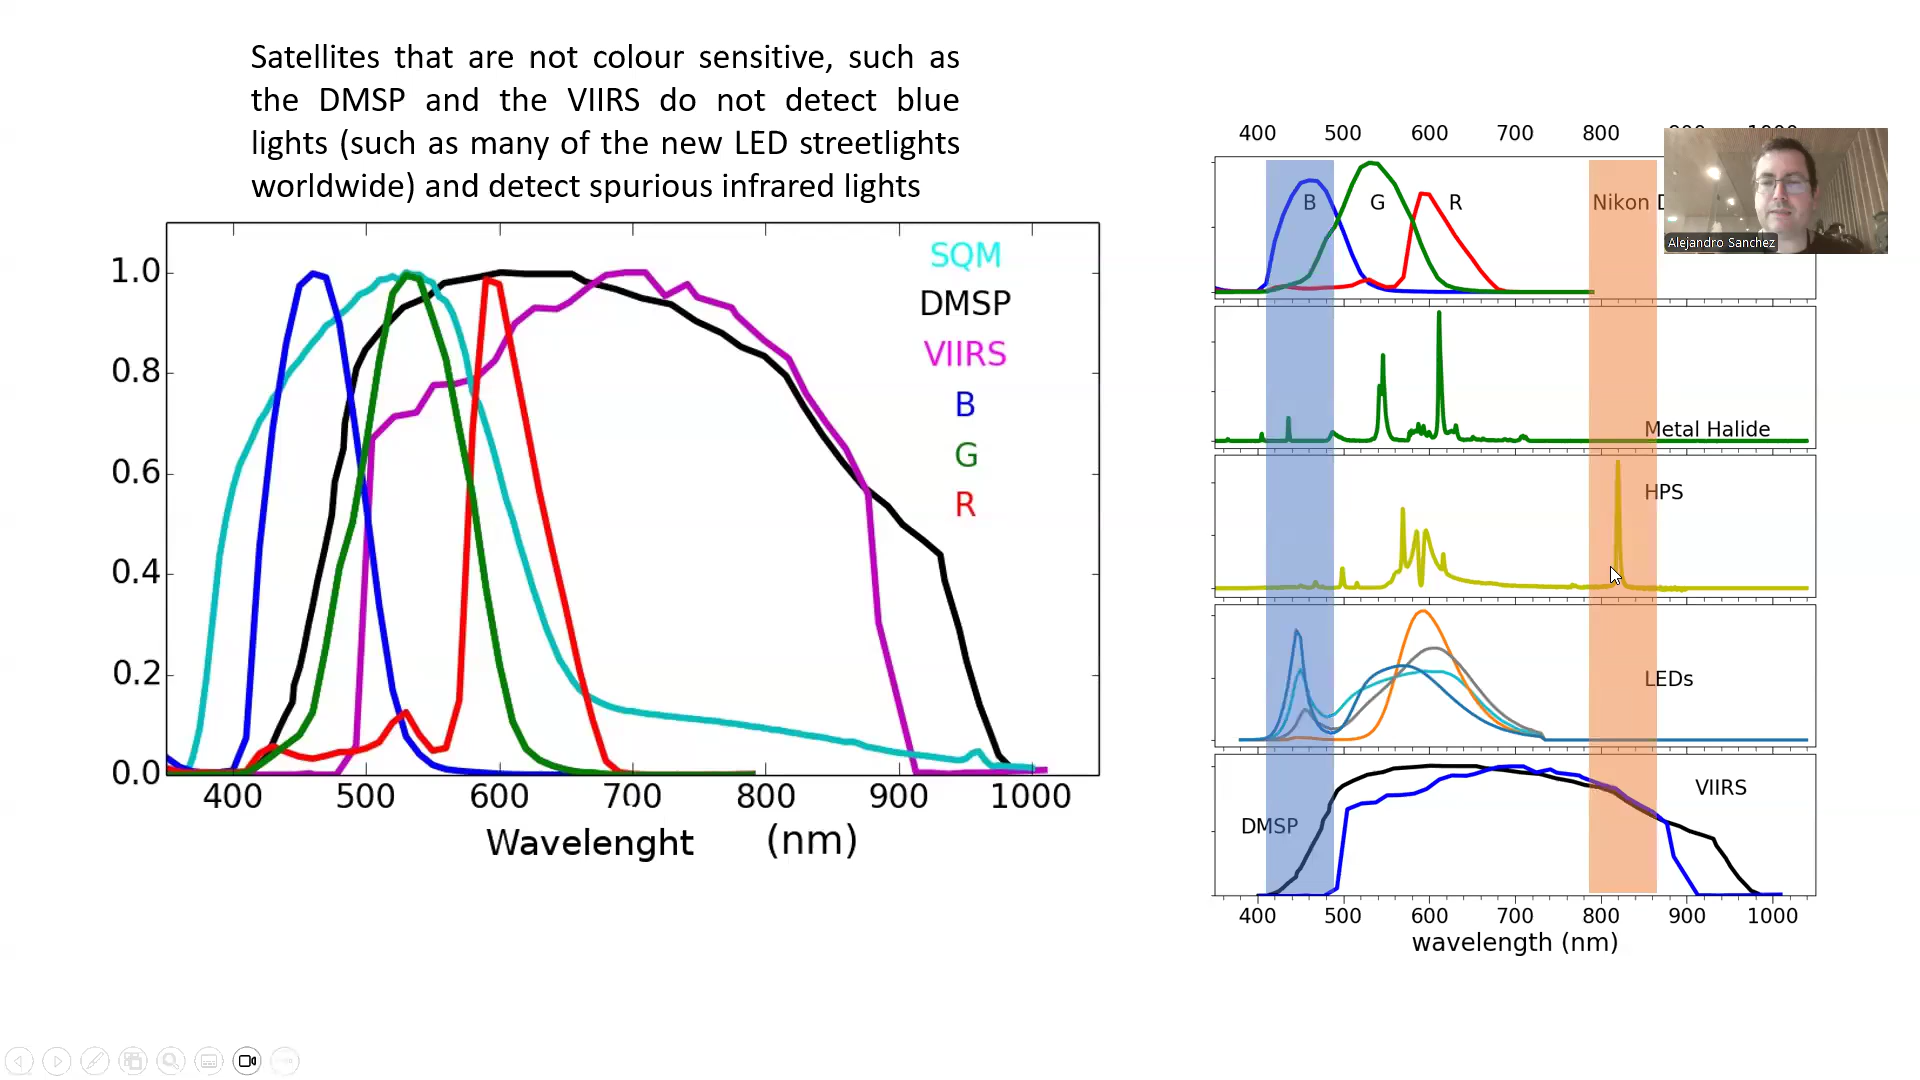 Satellites that are not colour sensitive, such as
the DMSP and the VIIRS do not detect blue
lights (such as many of the new LED streetlights
worldwide) and detect spurious infrared lights
1.0
0.8
0.6
0.4
0.2
0.0
SQM
DMSP
VIIRS
B
G
R
400 500 600 700 800 900 1000
Wavelenght (nm)
400 500 600 700 800
B G R Nikon
Alejandro Sanchez
Metal Halide
HPS
LEDs
VIIRS
DMSP
400 500 600 700 800 900 1000
wavelength (nm)